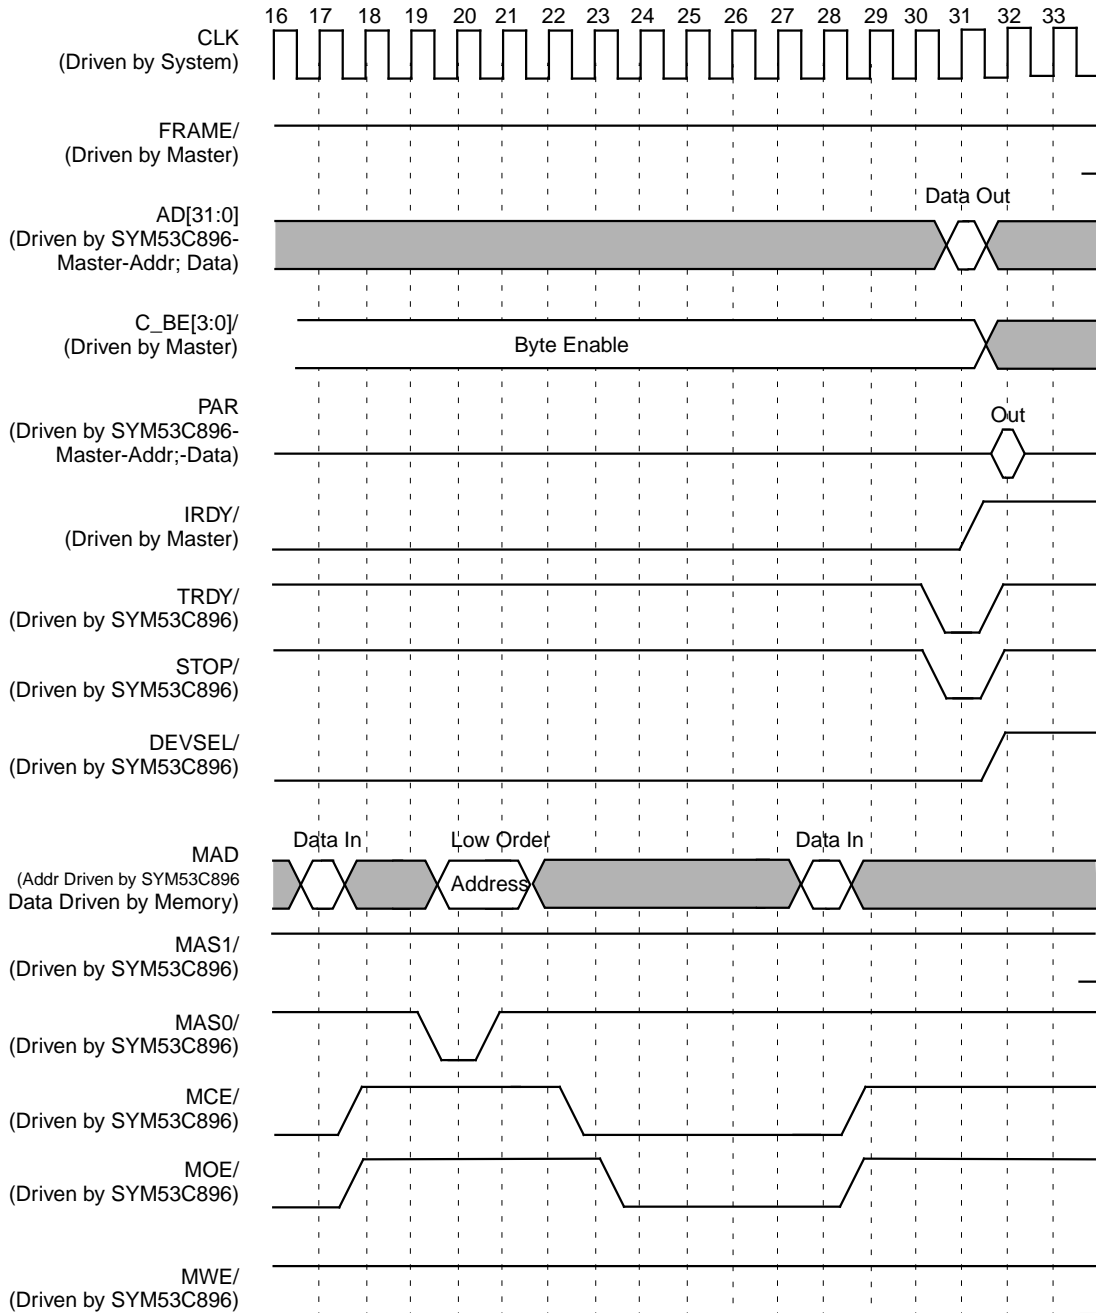 16 17 18 19 20 21 22 23 24 25 26 27 28 29 30 31 32 33
CLK
(Driven by System)
FRAME/
(Driven by Master)
Data Out
AD[31:0]
(Driven by SYM53C896-
Master-Addr; Data)
C_BE[3:0]/
(Driven by Master)
Byte Enable
PAR
(Driven by SYM53C896-
Master-Addr;-Data)
Out
IRDY/
(Driven by Master)
TRDY/
(Driven by SYM53C896)
STOP/
(Driven by SYM53C896)
DEVSEL/
(Driven by SYM53C896)
Data In Low Order Data In
MAD
(Addr Driven by SYM53C896
Data Driven by Memory)
Address
MAS1/
(Driven by SYM53C896)
MAS0/
(Driven by SYM53C896)
MCE/
(Driven by SYM53C896)
MOE/
(Driven by SYM53C896)
MWE/
(Driven by SYM53C896)